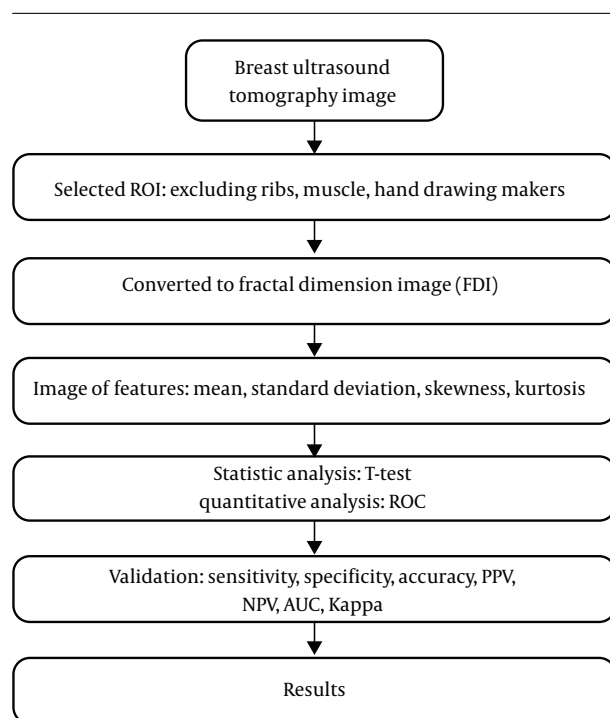 Breast ultrasound
tomography image
Selected ROI: excluding ribs, muscle, hand drawing makers
Converted to fractal dimension image (FDI)
Image of features: mean, standard deviation, skewness, kurtosis
Statistic analysis: T-test
quantitative analysis: ROC
Validation: sensitivity, specificity, accuracy, PPV,
NPV, AUC, Kappa
Results